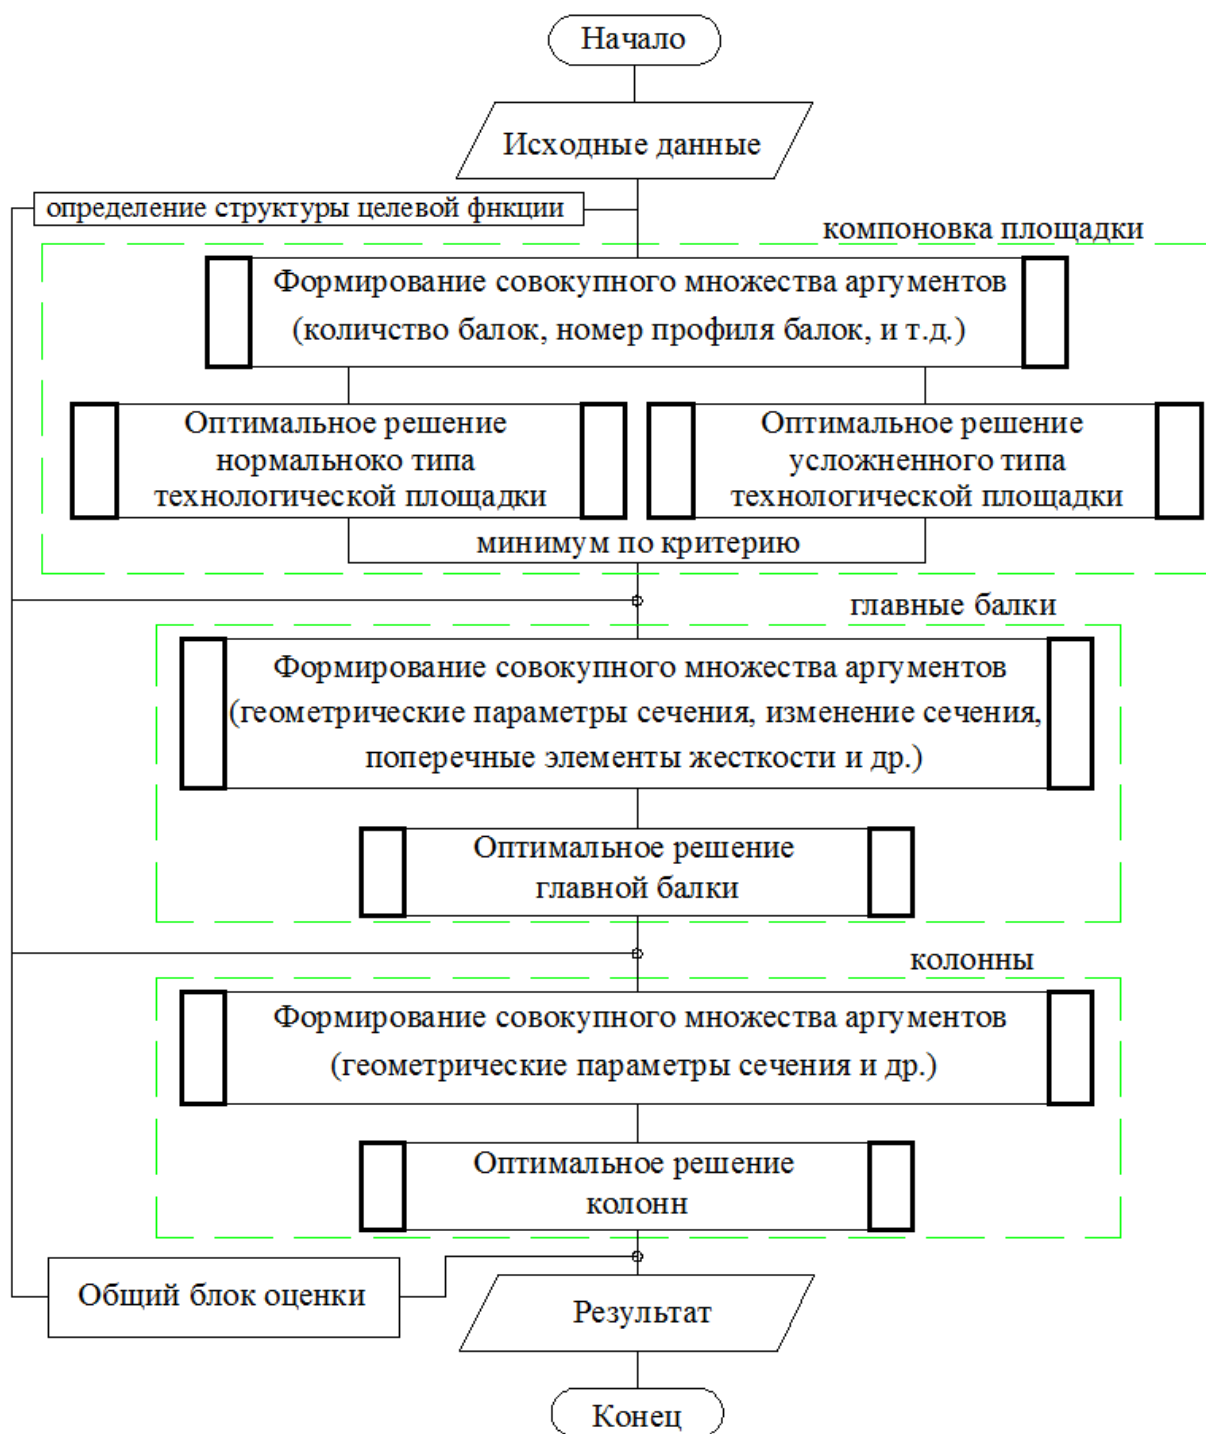 Начало
Исходные данные
определение структуры целевой фнкции
компоновка площадки
Формирование совокупного множества аргументов
(количство балок, номер профиля балок, и т.д.)
Оптимальное решение
нормальноко типа
технологической площадки
Оптимальное решение
усложненного типа
технологической площадки
минимум по критерию
главные балки
Формирование совокупного множества аргументов
(геометрические параметры сечения, изменение сечения,
поперечные элементы жесткости и др.)
Оптимальное решение
главной балки
колонны
Формирование совокупного множества аргументов
(геометрические параметры сечения и др.)
Оптимальное решение
колонн
Общий блок оценки
Результат
Конец